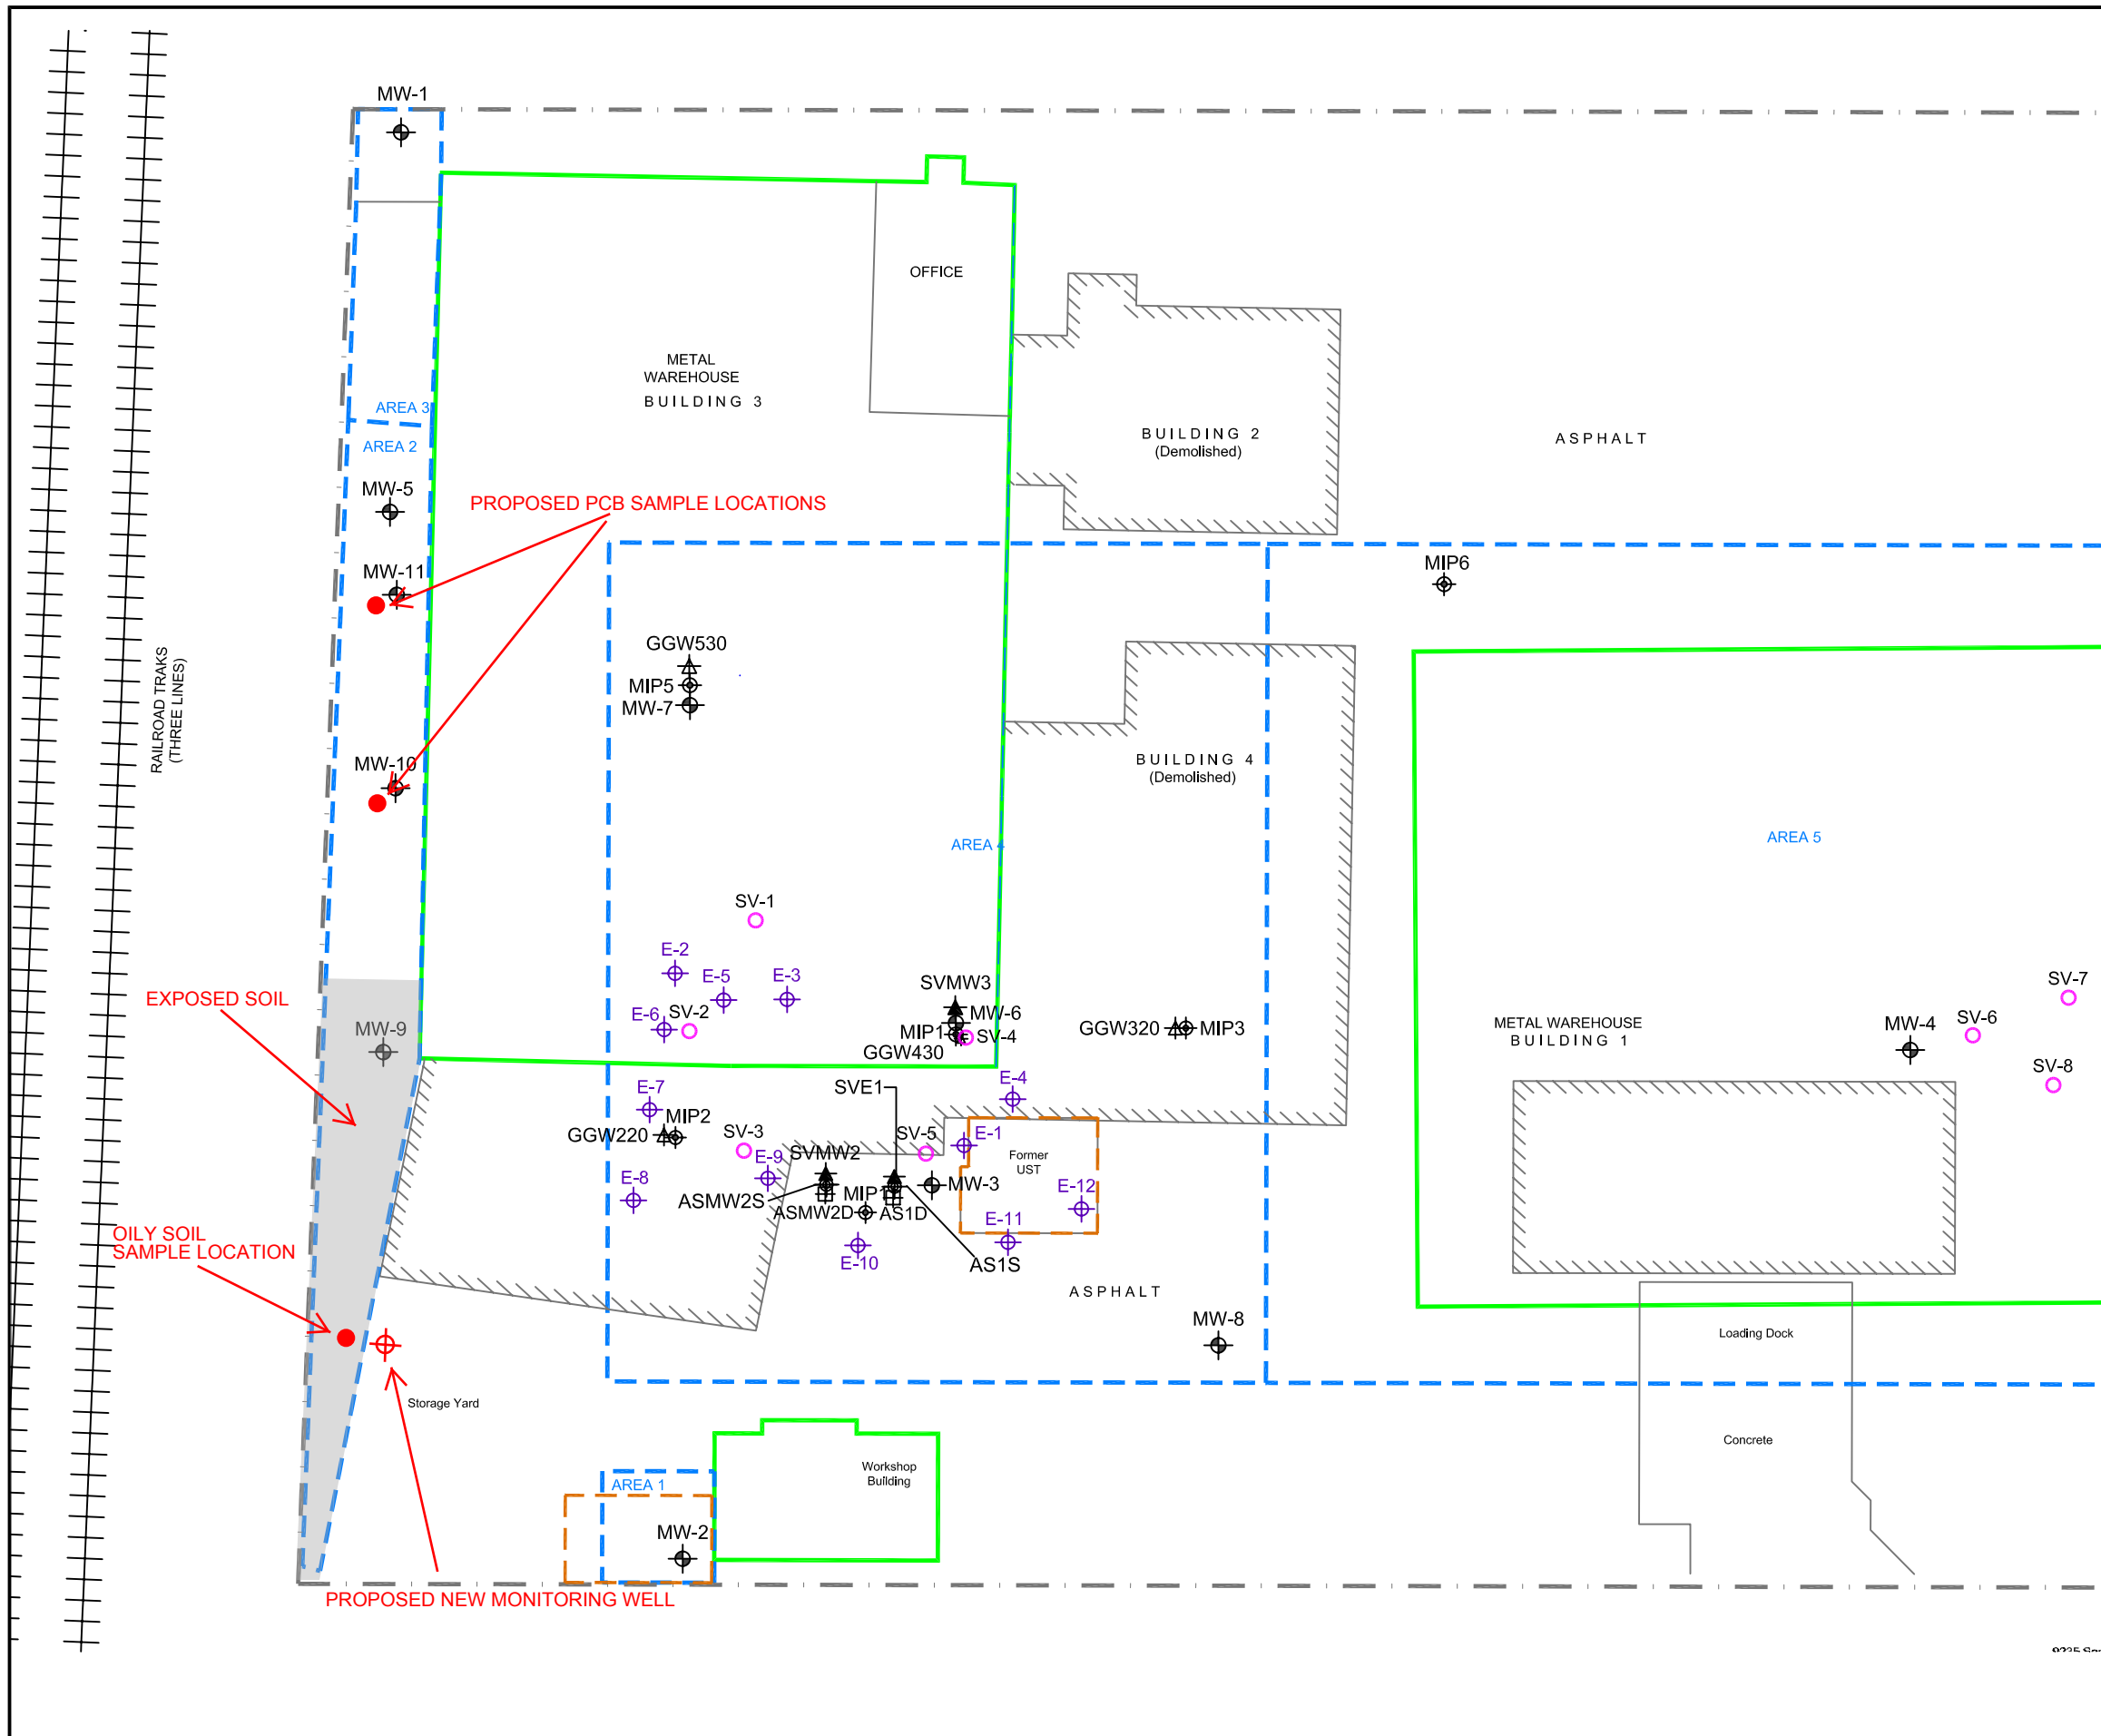 MW-1
OFFICE
METAL
WAREHOUSE
BUILDING 3
AREA 3
AREA 2
BUILDING 2
(Demolished)
ASPHALT
MW-5
PROPOSED PCB SAMPLE LOCATIONS
MW-11
MIP6
GGW530
MIP5
MW-7
RAILROAD TRAKS
(THREE LINES)
MW-10
BUILDING 4
(Demolished)
AREA 4
AREA 5
SV-1
E-2
E-5
E-3
E-6
SV-2
SVMW3
MW-6
MIP1
SV-4
GGW430
GGW320
MIP3
EXPOSED SOIL
MW-9
METAL WAREHOUSE
BUILDING 1
MW-4
SV-6
SV-7
SV-8
SVE1
E-4
E-7
MIP2
GGW220
SV-3
SV-5
E-1
Former
UST
SVMW2
E-9
E-8
ASMW2S
MIP1
MW-3
E-12
ASMW2D
AS1D
E-11
E-10
AS1S
OILY SOIL
SAMPLE LOCATION
ASPHALT
MW-8
Loading Dock
Storage Yard
Concrete
Workshop
Building
AREA 1
MW-2
PROPOSED NEW MONITORING WELL